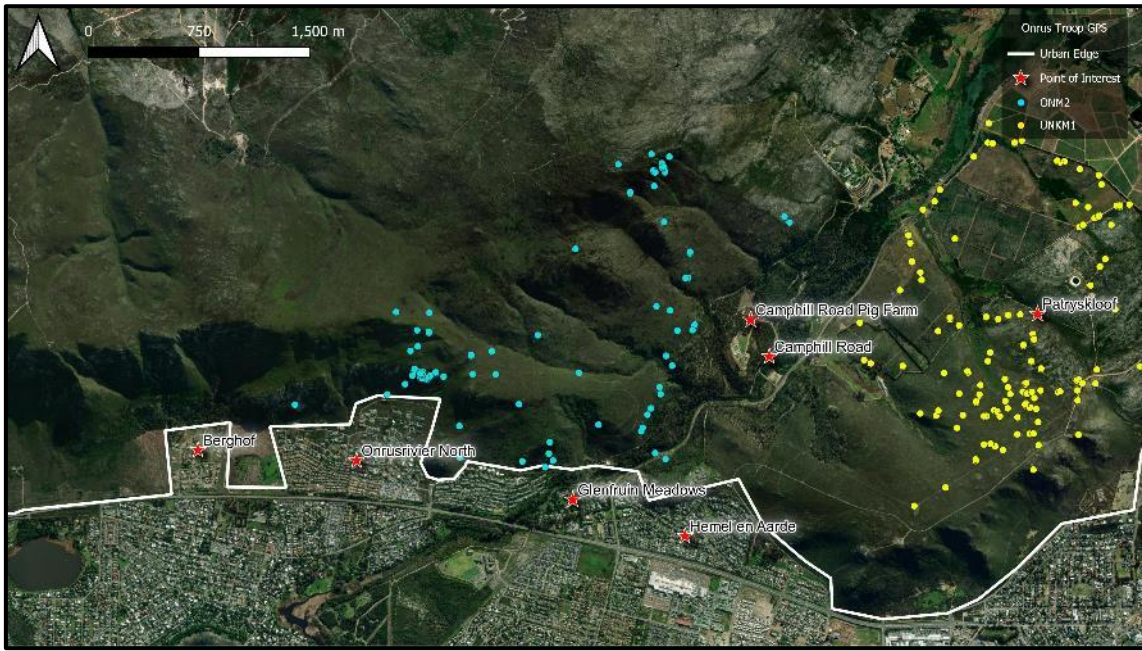 0 750 1,500 m
Onrus Troop GPS
Urban Edge
Point of Interest
ONM2
UNKM1
Camphill Road Pig Farm
Patryskloof
Camphill Road
Berghof
Onrusrivier North
Glenfruin Meadows
Hemel en Aarde